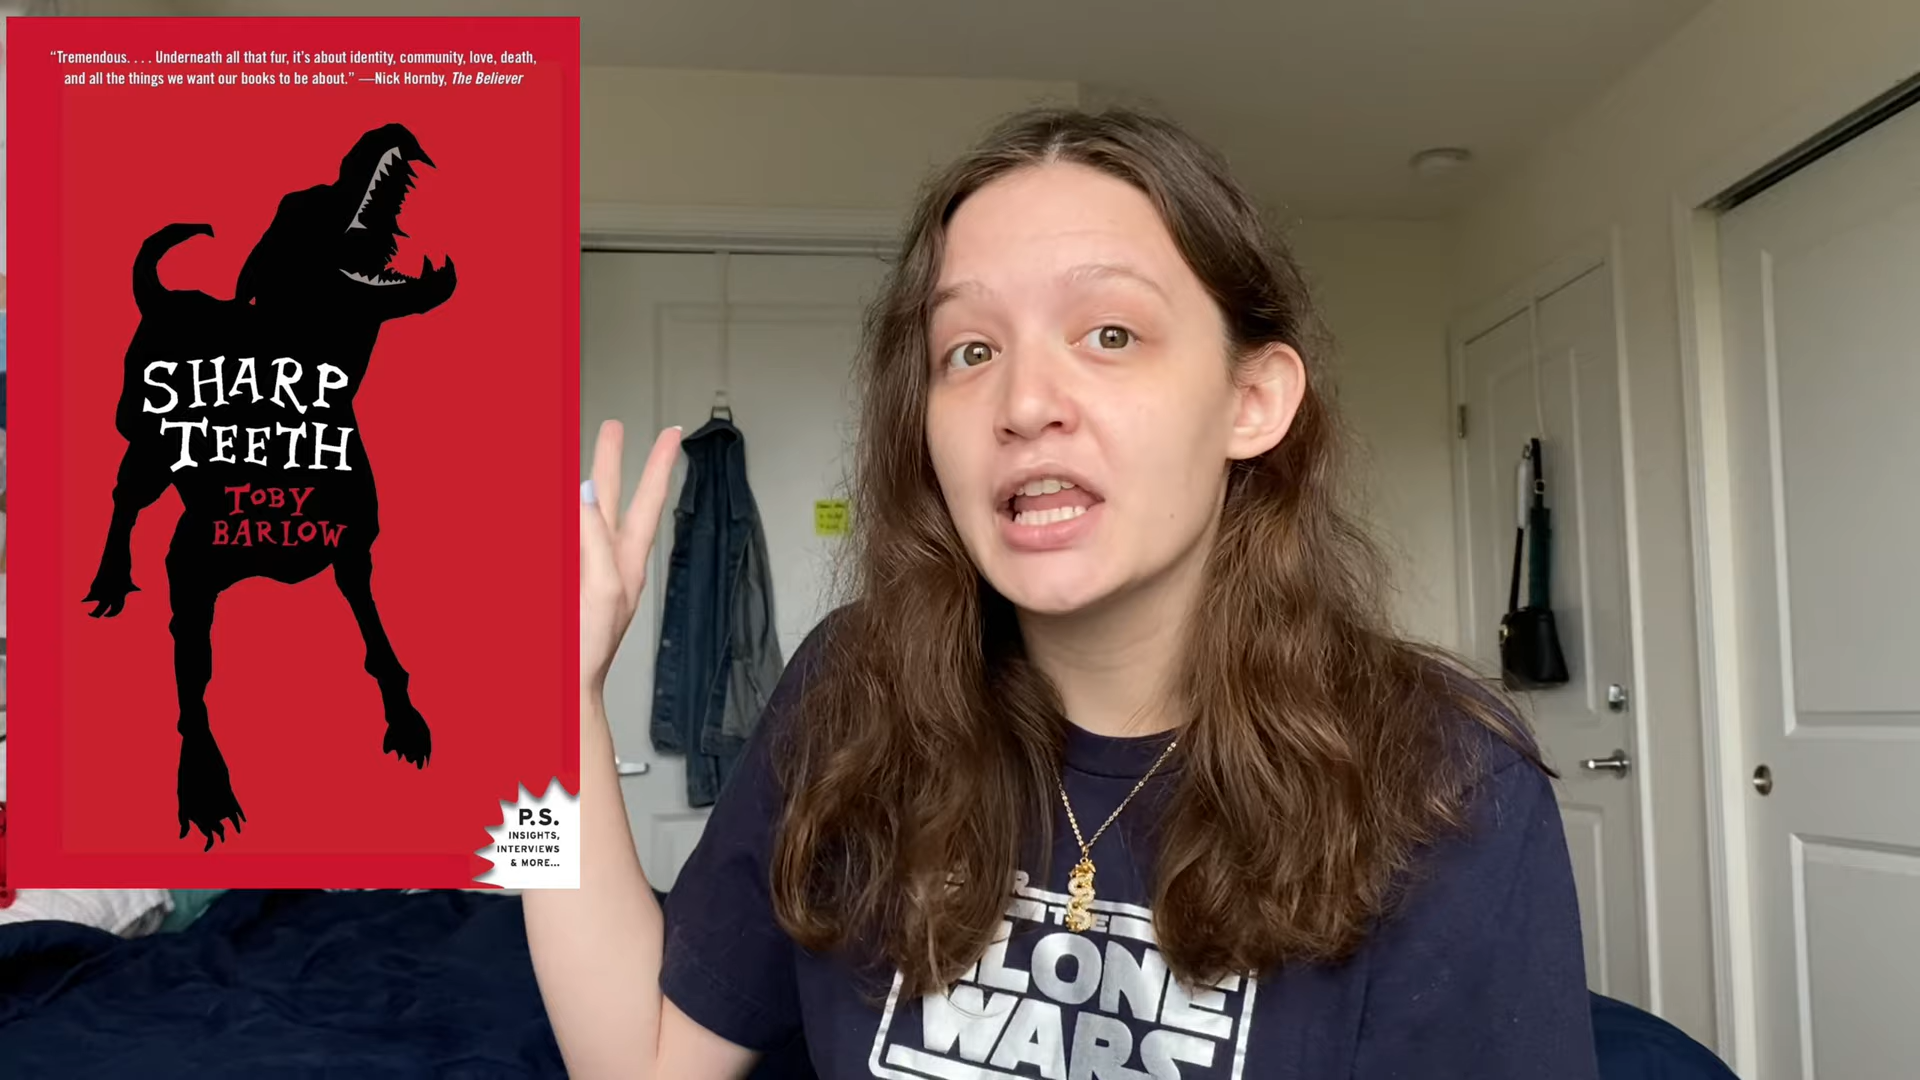 “Tremendous. . . . Underneath all that fur, it’s about identity, community, love, death,
and all the things we want our books to be about.” —Nick Hornby, The Believer
SHARP
TEETH
TOBY
BARLOW
P.S.
INSIGHTS,
INTERVIEWS
& MORE...
THE
CLONE
WARS